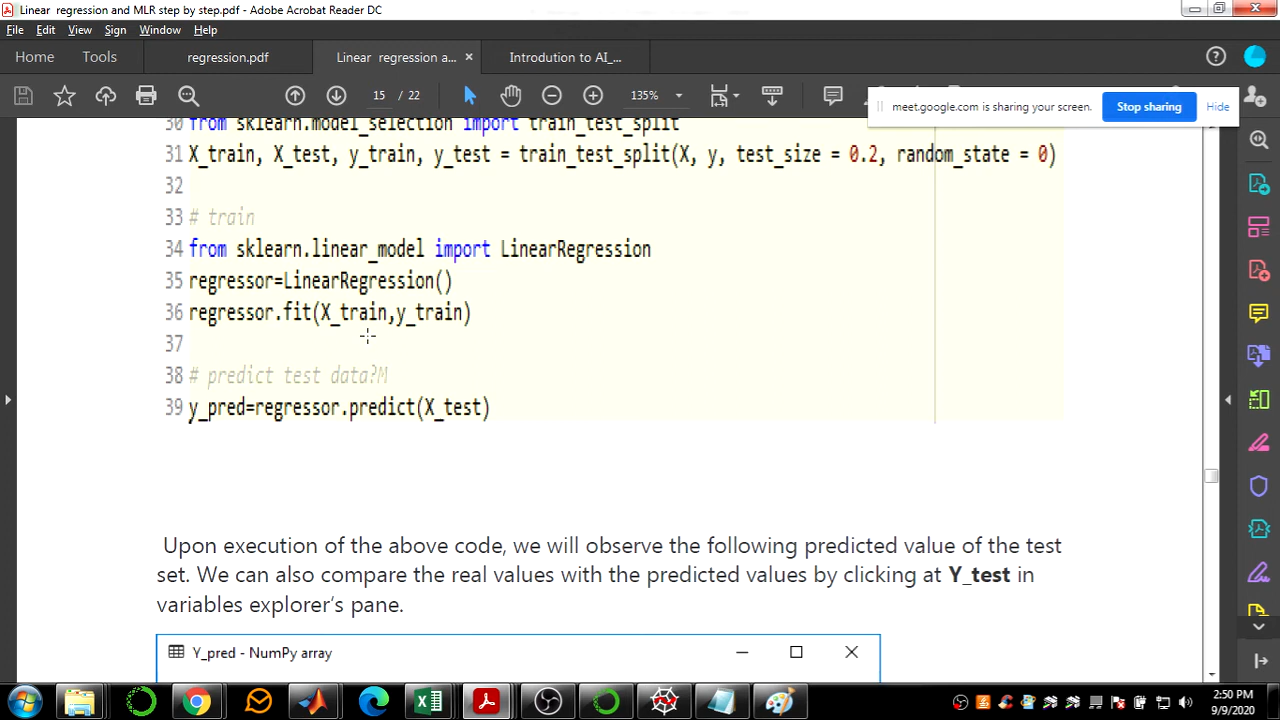 Linear regression and MLR step by step.pdf - Adobe Acrobat Reader DC
File Edit View Sign Window Help
Home Tools regression.pdf Linear regression a... × Introdution to AI_...
15 / 22 135%
meet.google.com is sharing your screen. Stop sharing Hide
30 from sklearn.model_selection import train_test_split
31 X_train, X_test, y_train, y_test = train_test_split(X, y, test_size = 0.2, random_state = 0)
32
33 # train
34 from sklearn.linear_model import LinearRegression
35 regressor=LinearRegression()
36 regressor.fit(X_train,y_train)
37
38 # predict test data?M
39 y_pred=regressor.predict(X_test)
Upon execution of the above code, we will observe the following predicted value of the test
set. We can also compare the real values with the predicted values by clicking at Y_test in
variables explorer’s pane.
Y_pred - NumPy array
2:50 PM
9/9/2020